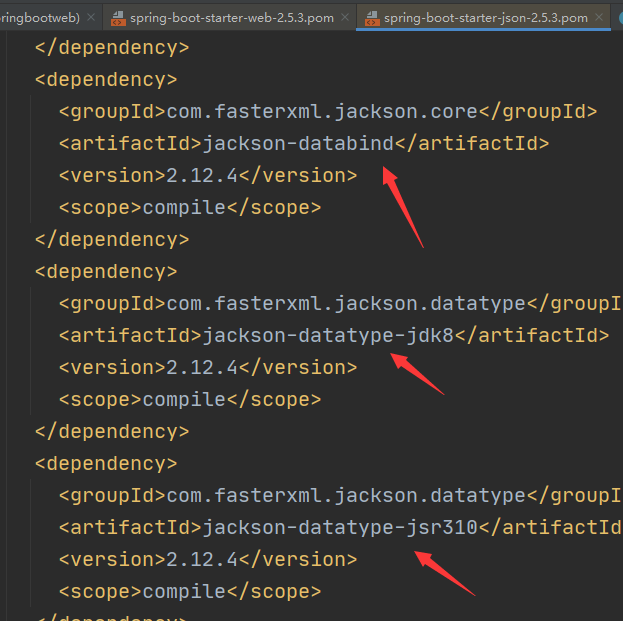 ringbootweb) × spring-boot-starter-web-2.5.3.pom × spring-boot-starter-json-2.5.3.pom ×
</dependency>
<dependency>
<groupId>com.fasterxml.jackson.core</groupId>
<artifactId>jackson-databind</artifactId>
<version>2.12.4</version>
<scope>compile</scope>
</dependency>
<dependency>
<groupId>com.fasterxml.jackson.datatype</groupI
<artifactId>jackson-datatype-jdk8</artifactId>
<version>2.12.4</version>
<scope>compile</scope>
</dependency>
<dependency>
<groupId>com.fasterxml.jackson.datatype</groupI
<artifactId>jackson-datatype-jsr310</artifactId
<version>2.12.4</version>
<scope>compile</scope>
</dependency>